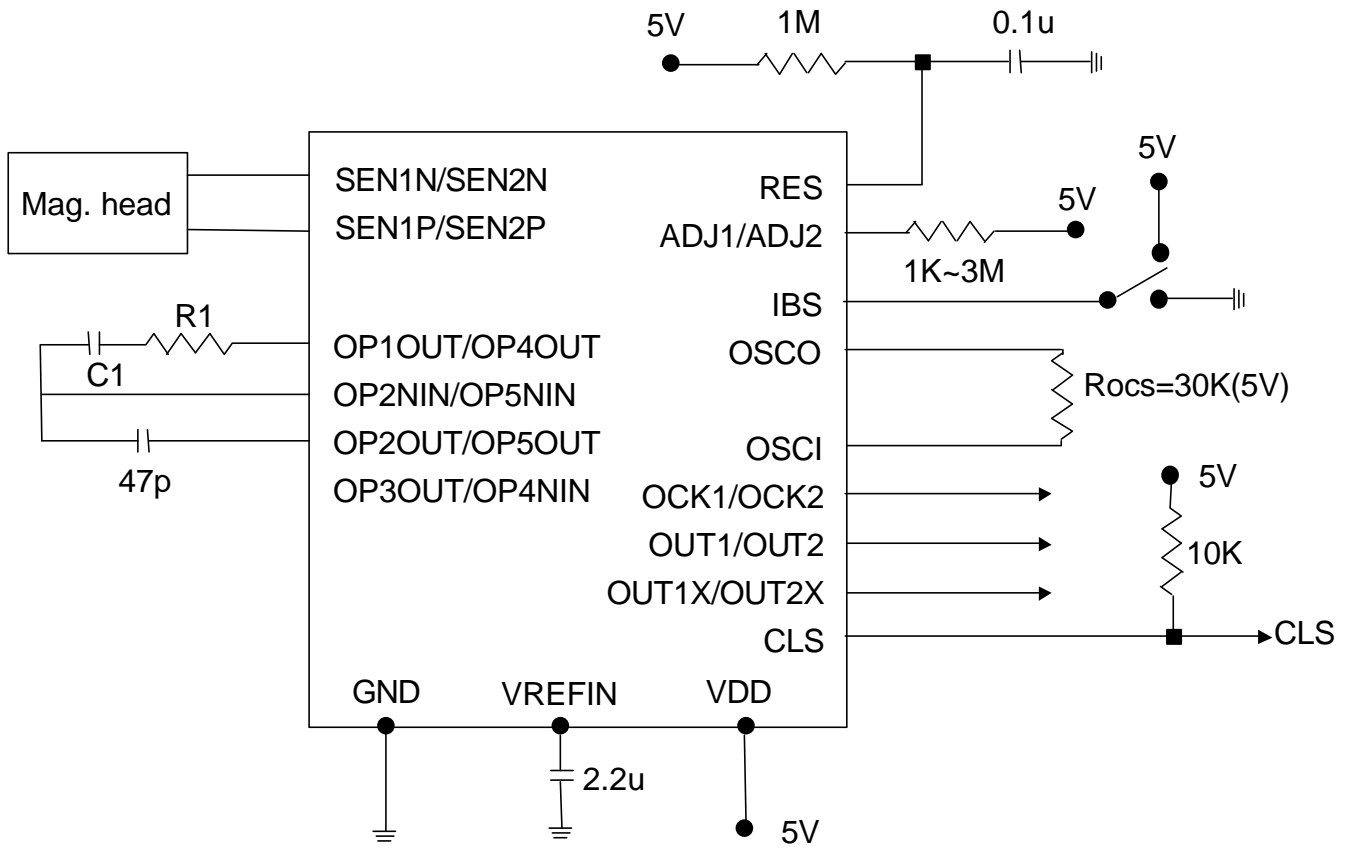 5V
1M
0.1u
Mag. head
SEN1N/SEN2N
SEN1P/SEN2P
RES
ADJ1/ADJ2
5V
5V
1K~3M
IBS
R1
C1
OP1OUT/OP4OUT
OP2NIN/OP5NIN
OP2OUT/OP5OUT
47p
OP3OUT/OP4NIN
OSCO
Rocs=30K(5V)
OSCI
OCK1/OCK2
OUT1/OUT2
OUT1X/OUT2X
CLS
5V
10K
CLS
GND
VREFIN
VDD
2.2u
5V